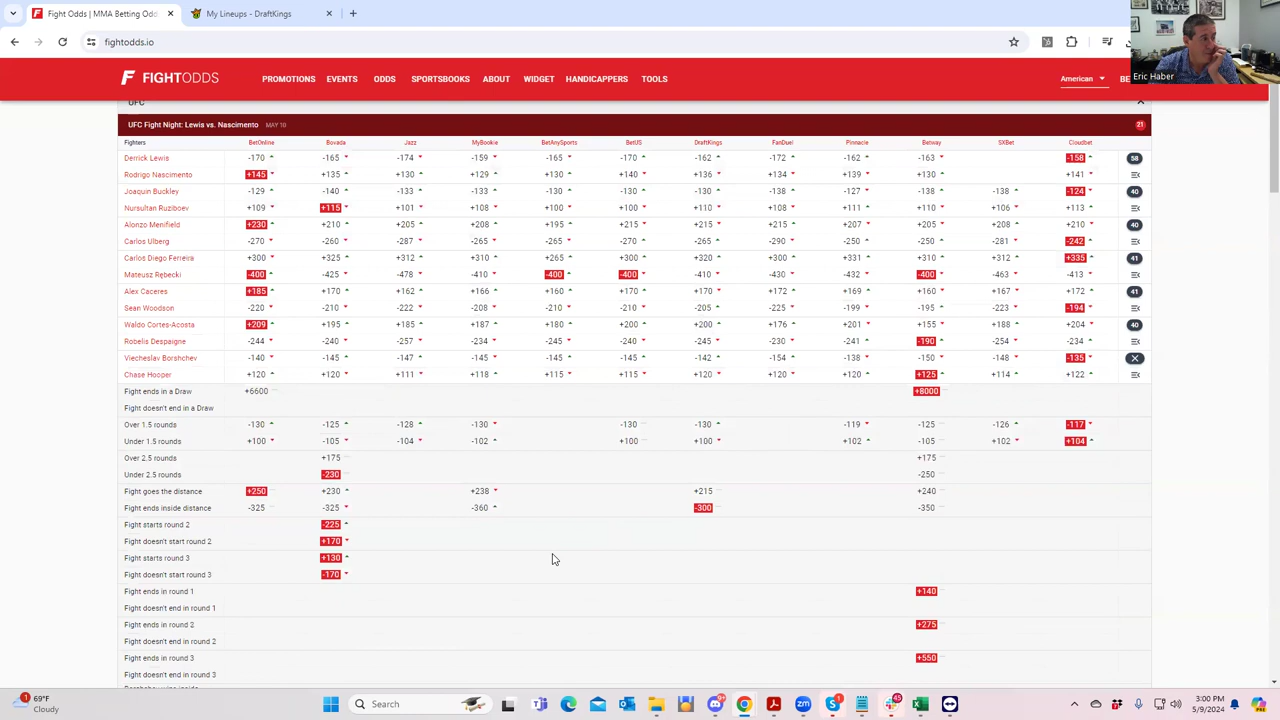 Fight Odds | MMA Betting Odd
My Lineups - DraftKings
fightodds.io
Eric Haber
FIGHTODDS PROMOTIONS EVENTS ODDS SPORTSBOOKS ABOUT WIDGET HANDICAPPERS TOOLS American BE
UFC
UFC Fight Night: Lewis vs. Nascimento MAY 10 21
Fighters BetOnline Bovada Jazz MyBookie BetAnySports BetUS DraftKings FanDuel Pinnacle Betway SXBet Cloudbet
Derrick Lewis -170 -165 -174 -159 -165 -170 -162 -172 -162 -163 -158 58
Rodrigo Nascimento +145 +135 +130 +129 +130 +140 +136 +134 +139 +130 +141
Joaquin Buckley -129 -140 -133 -133 -130 -130 -130 -138 -127 -138 -138 -124 40
Nursultan Ruziboev +109 +115 +101 +108 +100 +100 +110 +108 +111 +110 +106 +113
Alonzo Menifield +230 +210 +205 +208 +195 +215 +215 +215 +207 +205 +208 +210 40
Carlos Ulberg -270 -260 -287 -265 -265 -270 -265 -290 -250 -250 -281 -242
Carlos Diego Ferreira +300 +325 +312 +310 +265 +300 +320 +300 +331 +310 +312 +335 41
Mateusz Rębecki -400 -425 -478 -410 -400 -400 -410 -430 -432 -400 -463 -413
Alex Caceres +185 +170 +162 +166 +160 +170 +170 +172 +169 +160 +167 +172 41
Sean Woodson -220 -210 -222 -208 -210 -210 -205 -225 -199 -195 -223 -194
Waldo Cortes-Acosta +209 +195 +185 +187 +180 +200 +200 +176 +201 +155 +188 +204 40
Robelis Despaigne -244 -240 -257 -234 -245 -240 -245 -230 -241 -190 -254 -234
Viecheslav Borshchev -140 -145 -147 -145 -145 -145 -142 -154 -138 -150 -148 -135
Chase Hooper +120 +120 +111 +118 +115 +115 +120 +120 +120 +125 +114 +122
Fight ends in a Draw +6600 +8000
Fight doesn't end in a Draw
Over 1.5 rounds -130 -125 -128 -130 -130 -130 -119 -125 -126 -117
Under 1.5 rounds +100 -105 -104 -102 +100 +100 +102 -105 +102 +104
Over 2.5 rounds +175 +175
Under 2.5 rounds -230 -250
Fight goes the distance +250 +230 +238 +215 +240
Fight ends inside distance -325 -325 -360 -300 -350
Fight starts round 2 -225
Fight doesn't start round 2 +170
Fight starts round 3 +130
Fight doesn't start round 3 -170
Fight ends in round 1 +140
Fight doesn't end in round 1
Fight ends in round 2 +275
Fight doesn't end in round 2
Fight ends in round 3 +550
Fight doesn't end in round 3
69°F
Cloudy
Search
3:00 PM
5/9/2024